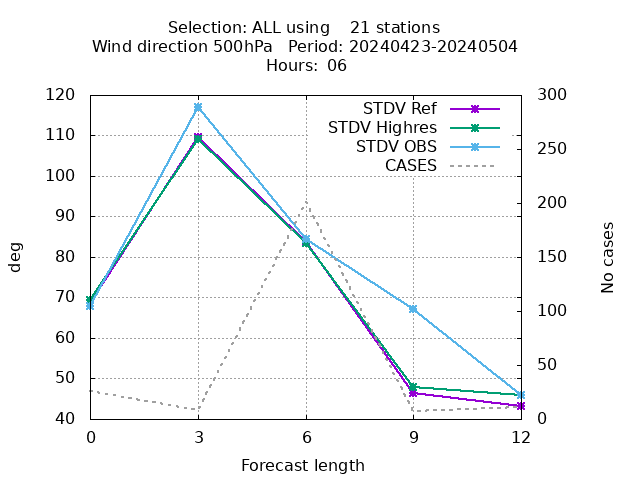 Selection: ALL using    21 stations
Wind direction 500hPa   Period: 20240423-20240504
Hours: 06
STDV Ref
STDV Highres
STDV OBS
CASES
120
110
100
90
80
70
60
50
40
300
250
200
150
100
50
0
deg
No cases
0 3 6 9 12
Forecast length